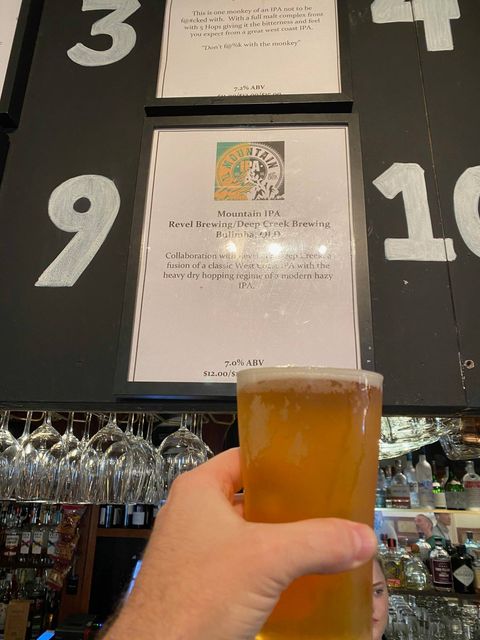 3
This is one monkey of an IPA not to be
f@#cked with. With a full malt complex front
with 5 Hops giving it the bitterness and feel
you expect from a great west coast IPA.
"Don't f@%k with the monkey"
7.2% ABV
4
9
MOUNTAIN
IPA
Mountain IPA
Revel Brewing/Deep Creek Brewing
Bulimba, QLD
Collaboration with Revel Deep Creek, a
fusion of a classic West Coast IPA with the
heavy dry hopping regime of a modern hazy
IPA.
7.0% ABV
$12.00/
10